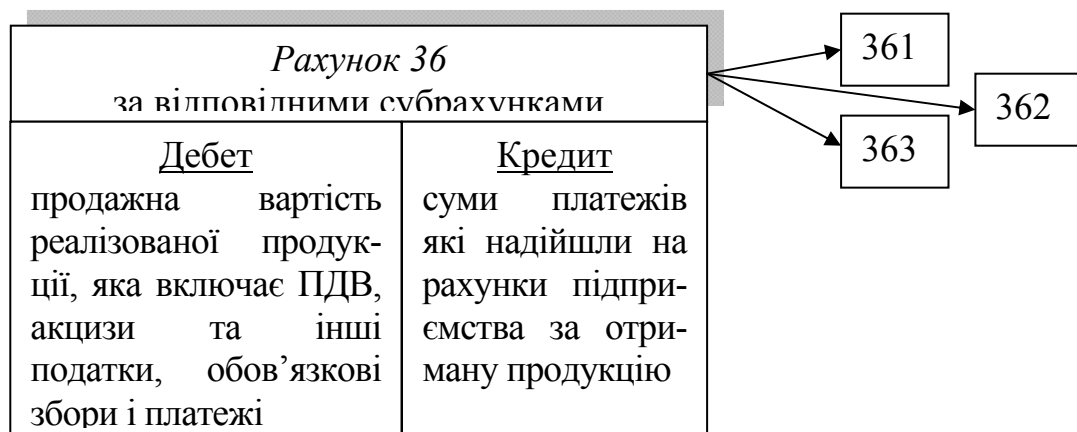 Рахунок 36
за відповідними субрахунками
361
362
363
Дебет
продажна вартість
реалізованої продук-
ції, яка включає ПДВ,
акцизи та інші
податки, обов’язкові
збори і платежі
Кредит
суми платежів
які надійшли на
рахунки підпри-
ємства за отри-
ману продукцію